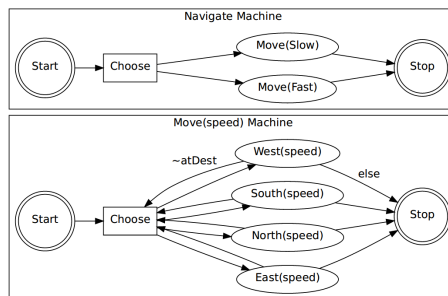 Navigate Machine
Start
Choose
Move(Slow)
Move(Fast)
Stop
Move(speed) Machine
Start
Choose
~atDest
West(speed)
South(speed)
North(speed)
East(speed)
else
Stop